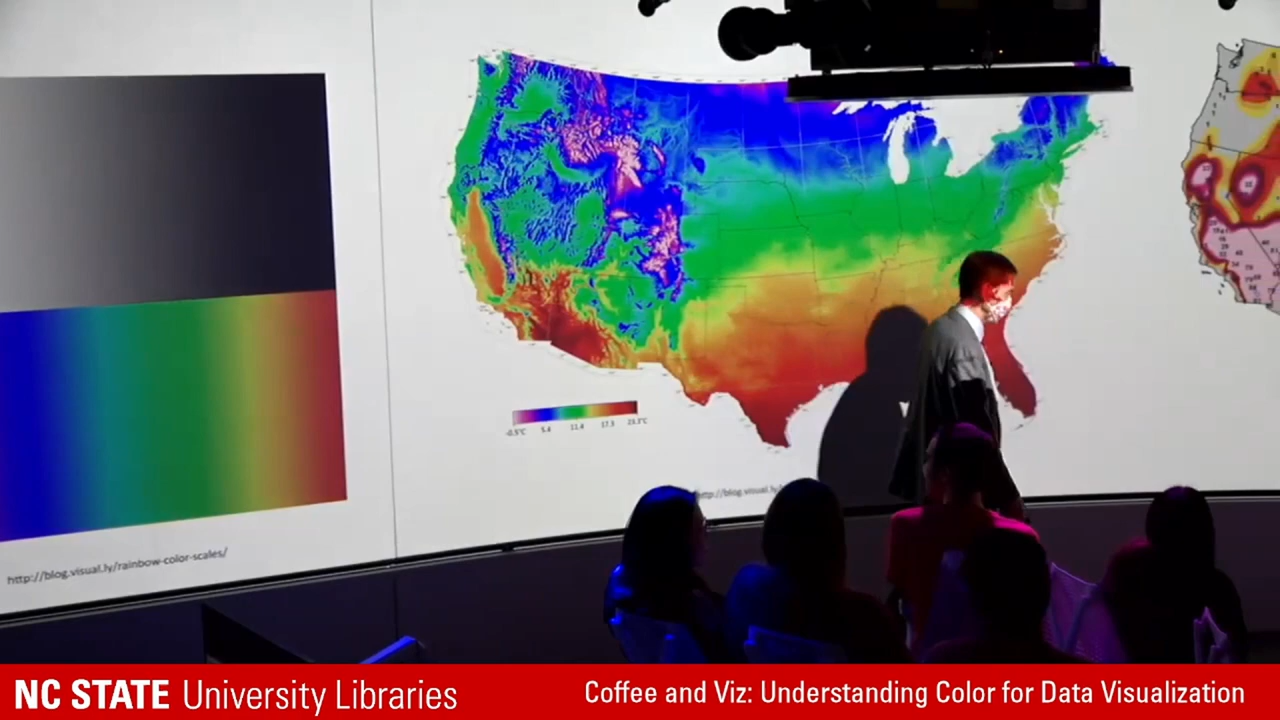 -0.5°C 5.4 11.4 17.3 23.3°C
http://blog.visual.ly/
http://blog.visual.ly/rainbow-color-scales/
NC STATE University Libraries
Coffee and Viz: Understanding Color for Data Visualization